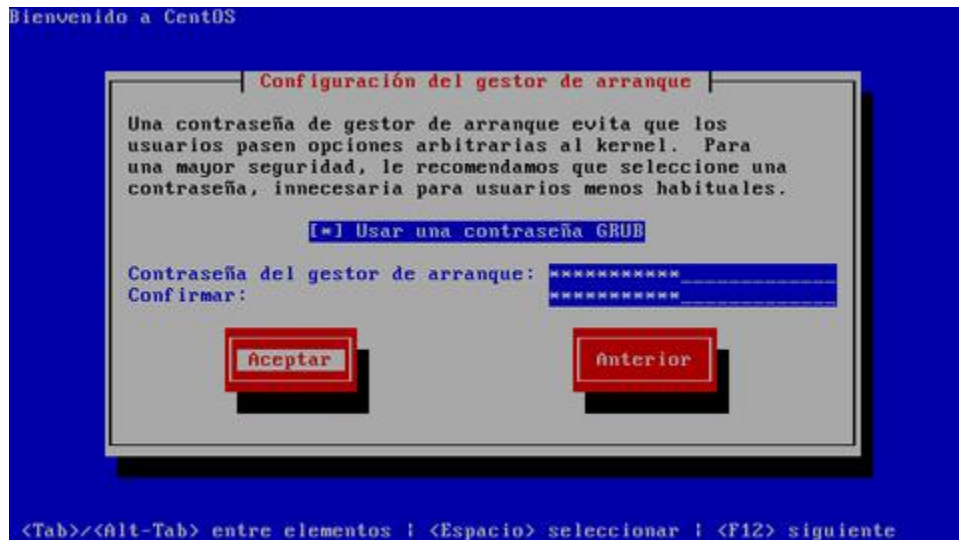 Bienvenido a CentOS
Configuración del gestor de arranque
Una contraseña de gestor de arranque evita que los
usuarios pasen opciones arbitrarias al kernel.  Para
una mayor seguridad, le recomendamos que seleccione una
contraseña, innecesaria para usuarios menos habituales.
[*] Usar una contraseña GRUB
Contraseña del gestor de arranque: ***********_____________
Confirmar: ***********_____________
Aceptar Anterior
<Tab>/<Alt-Tab> entre elementos | <Espacio> seleccionar | <F12> siguiente